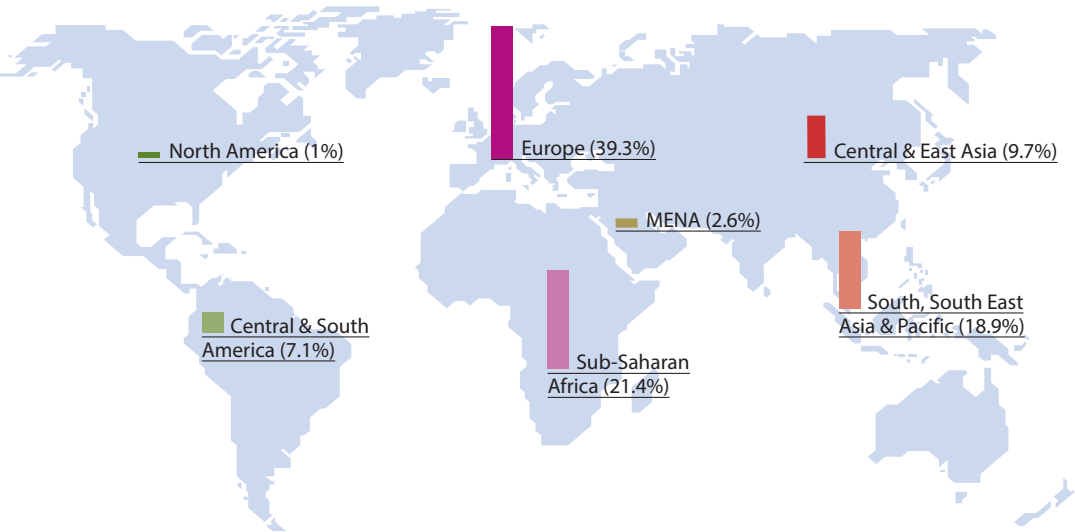 North America (1%)
Europe (39.3%)
Central & East Asia (9.7%)
MENA (2.6%)
South, South East
Asia & Pacific (18.9%)
Central & South
America (7.1%)
Sub-Saharan
Africa (21.4%)